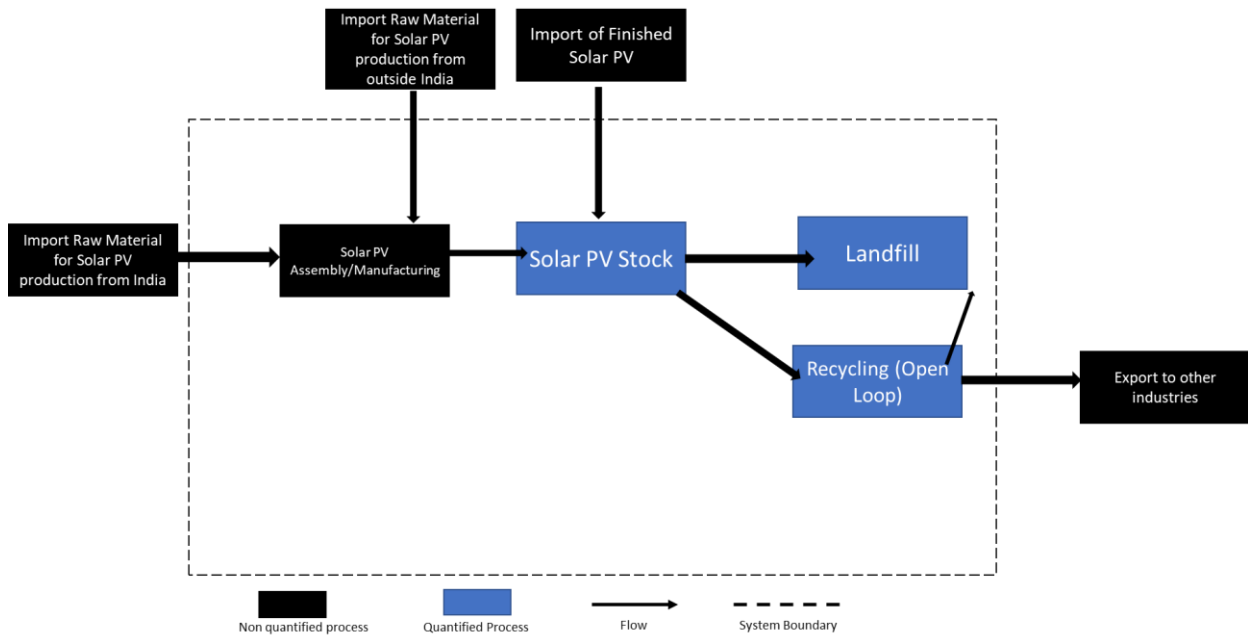 Import Raw Material
for Solar PV
production from
outside India
Import of Finished
Solar PV
Import Raw Material
for Solar PV
production from India
Solar PV
Assembly/Manufacturing
Solar PV Stock
Landfill
Recycling (Open
Loop)
Export to other
industries
Non quantified process
Quantified Process
Flow
System Boundary